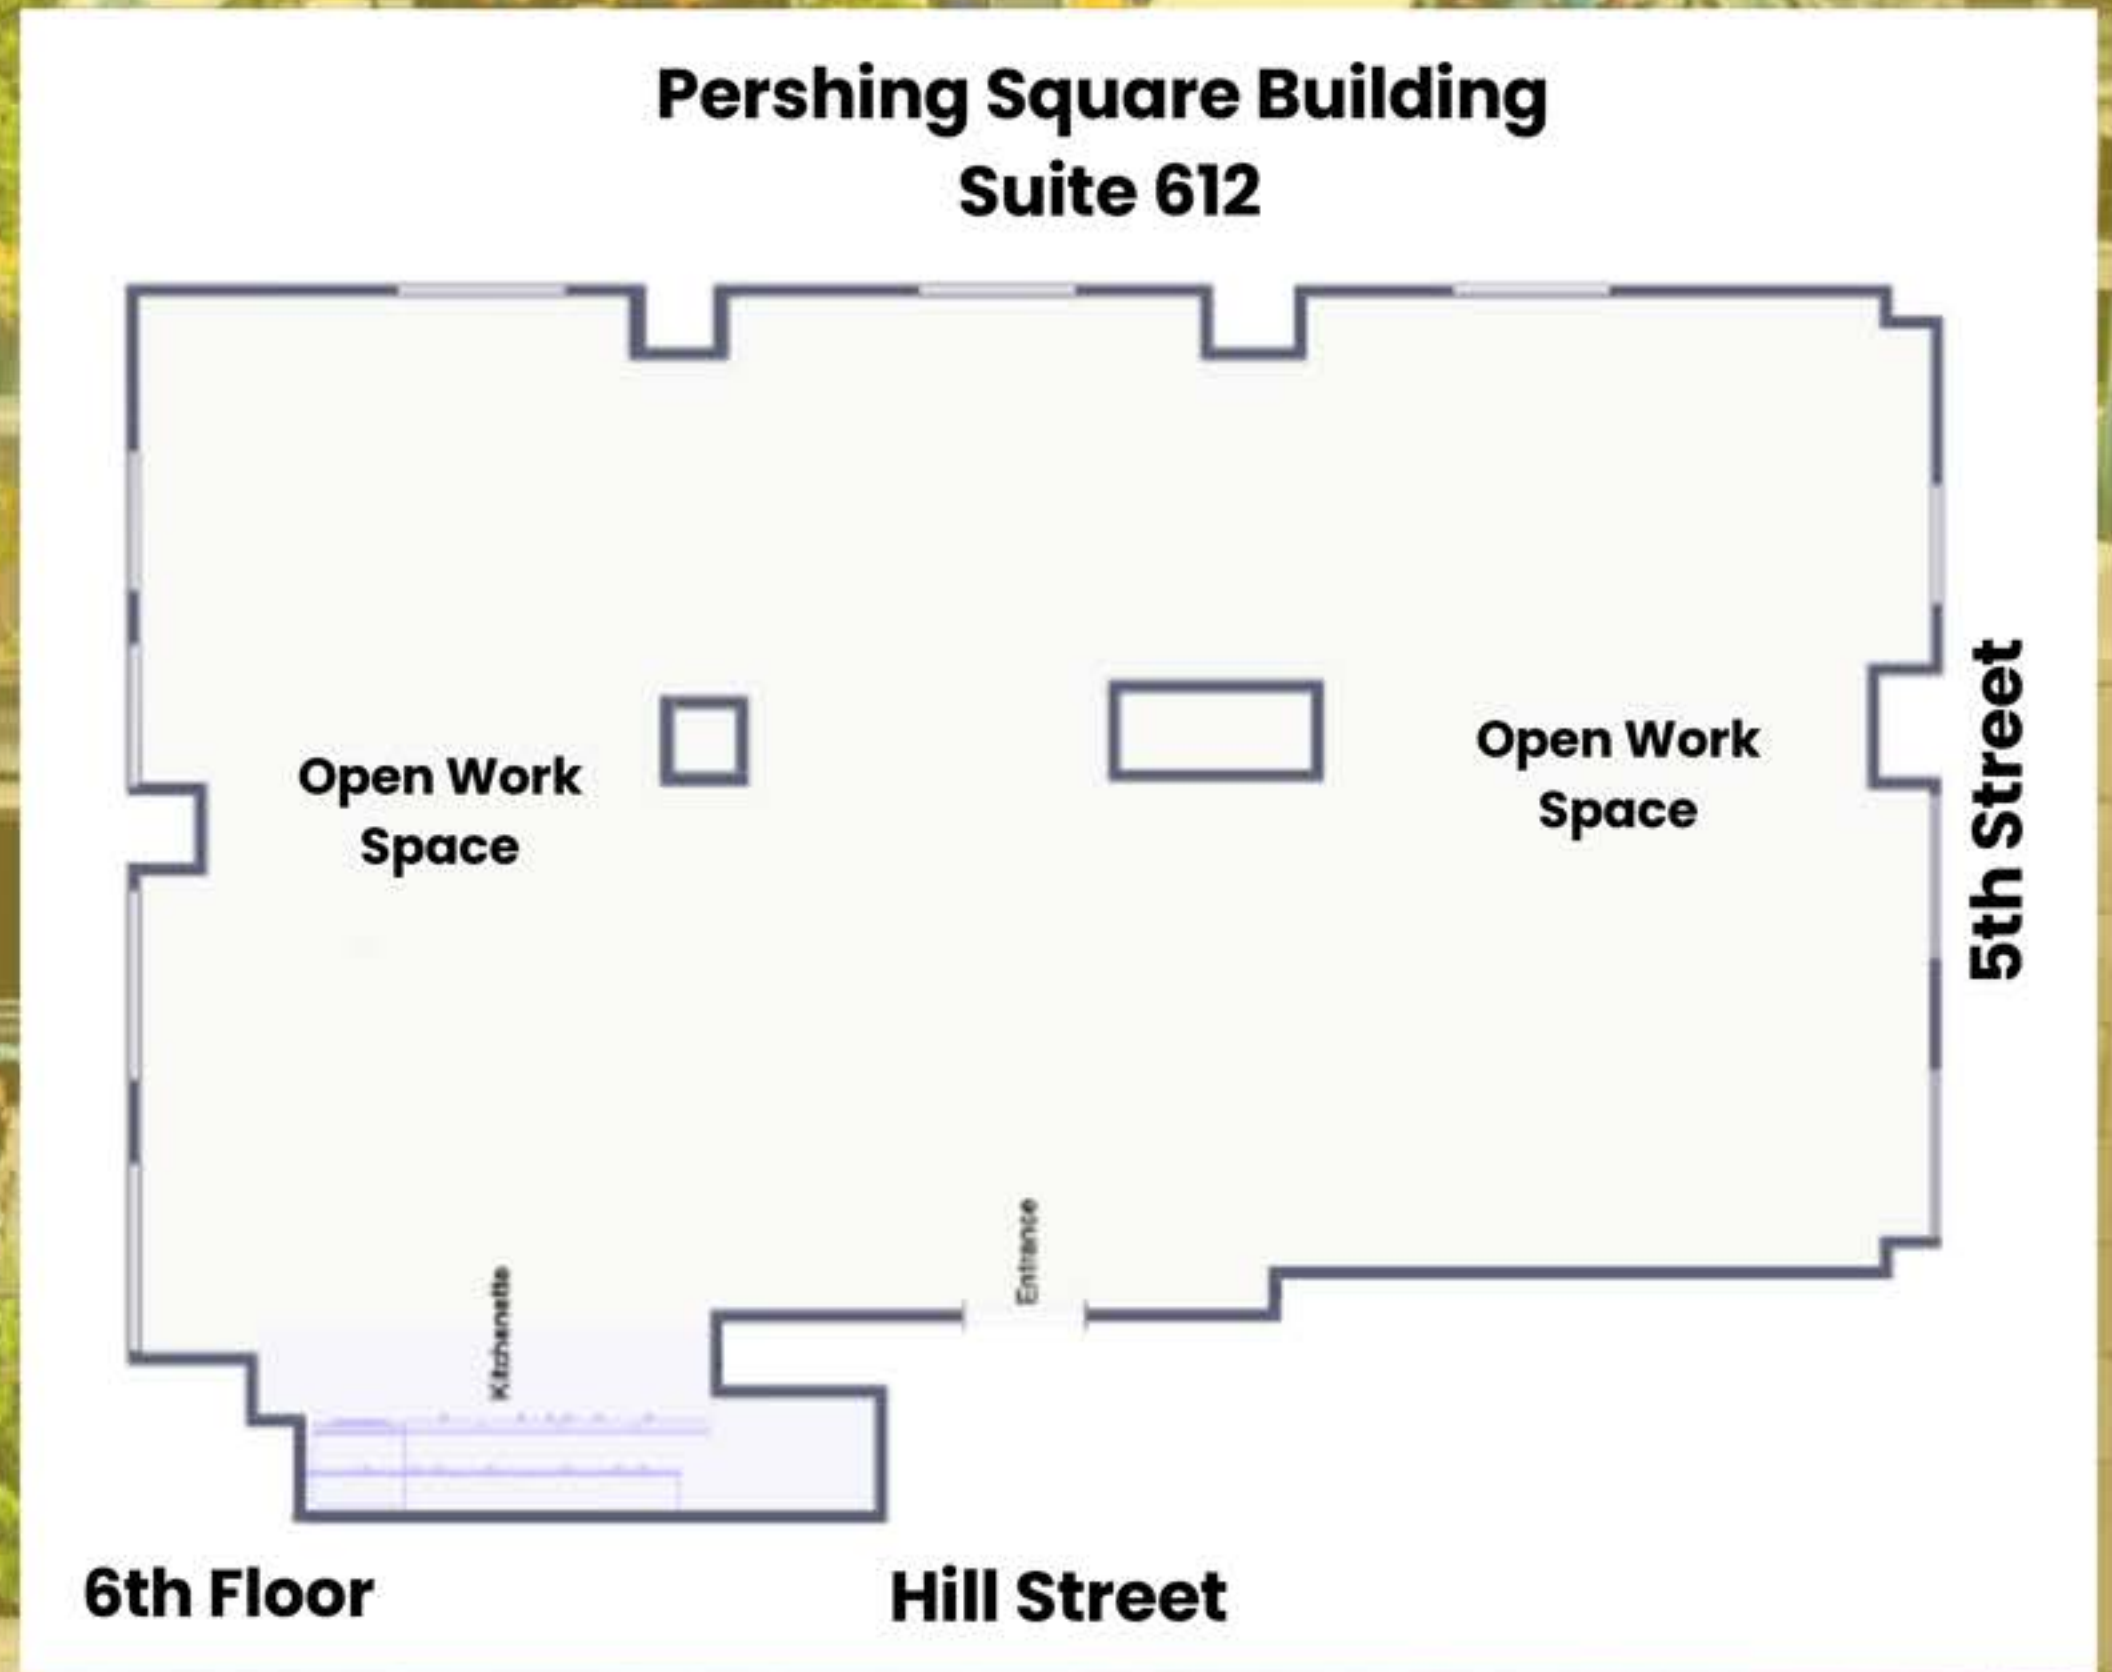 Pershing Square Building
Suite 612
Open Work
Space
Open Work
Space
5th Street
Entrance
Kitchenette
6th Floor
Hill Street